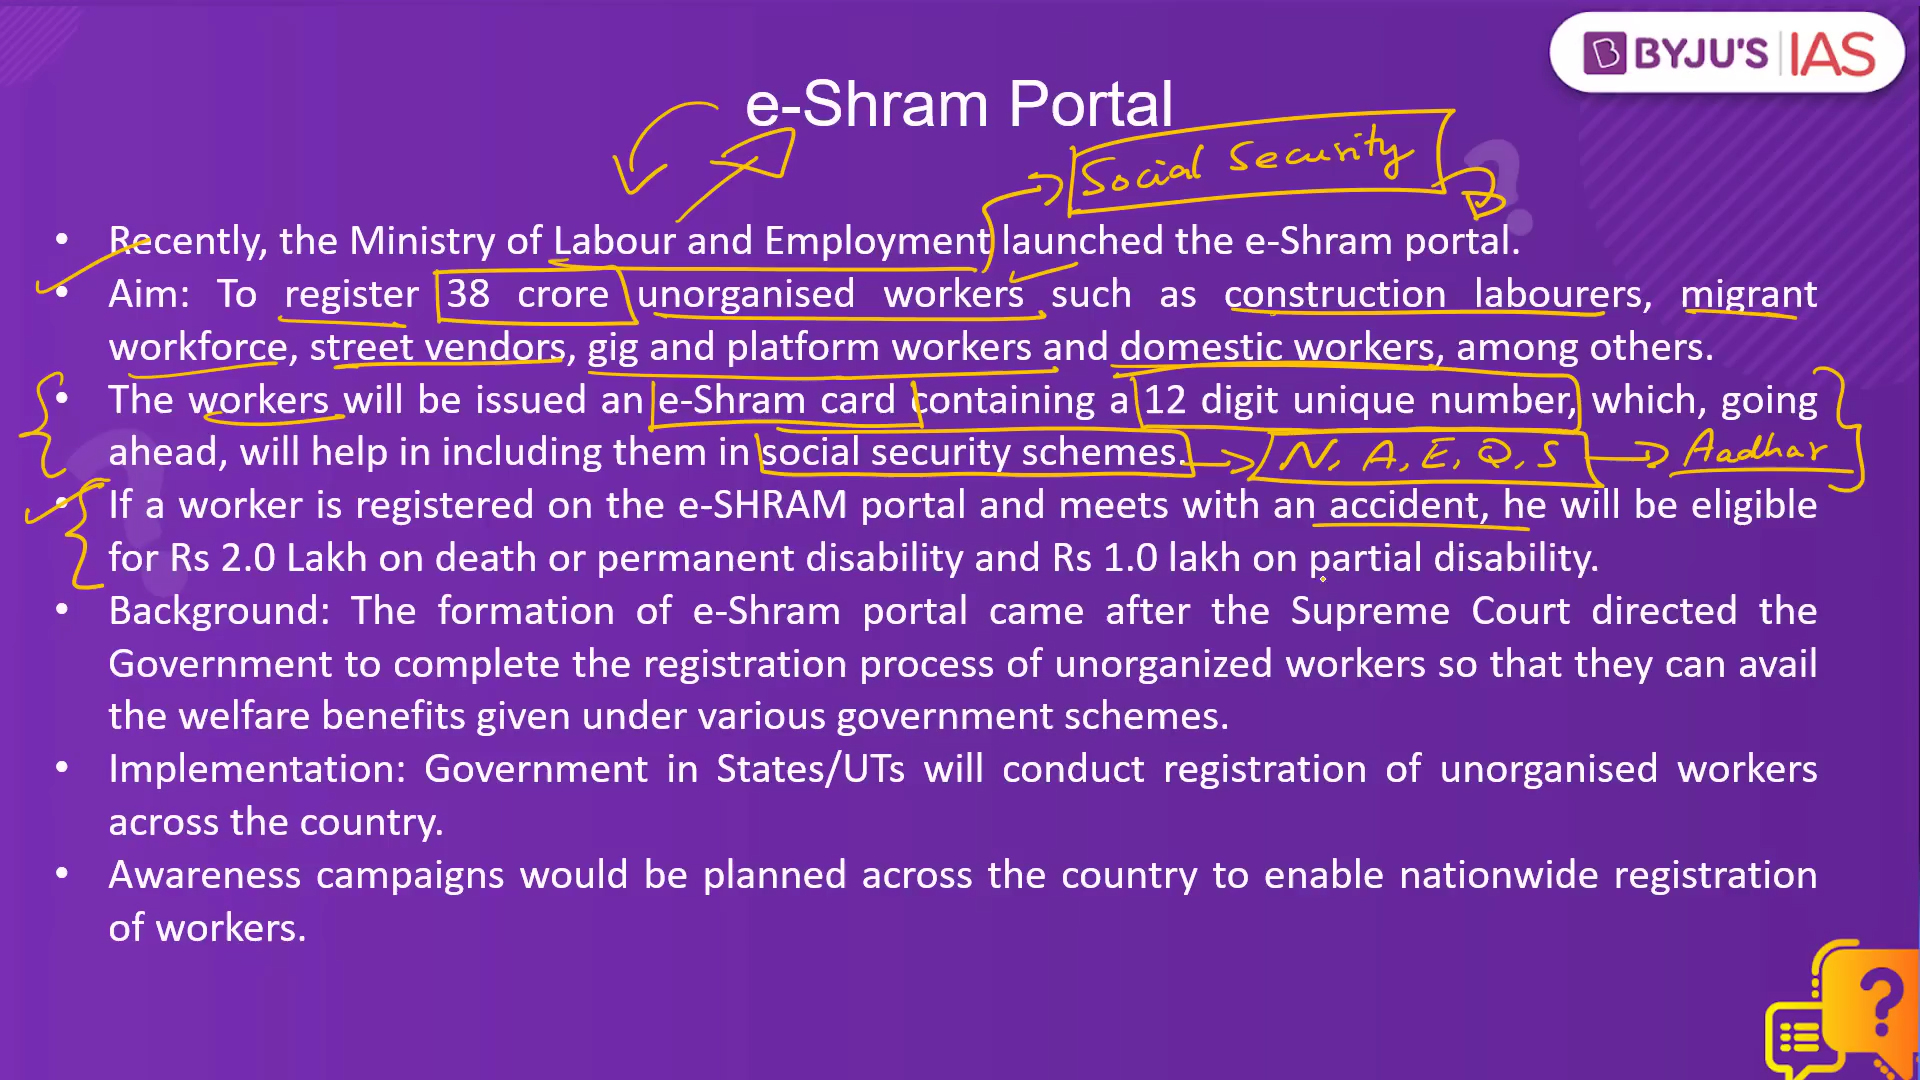 BYJU'S IAS
e-Shram Portal
Social Security
• Recently, the Ministry of Labour and Employment launched the e-Shram portal.
• Aim: To register 38 crore unorganised workers such as construction labourers, migrant
workforce, street vendors, gig and platform workers and domestic workers, among others.
• The workers will be issued an e-Shram card containing a 12 digit unique number, which, going
ahead, will help in including them in social security schemes. N, A, E, Q, S Aadhar
• If a worker is registered on the e-SHRAM portal and meets with an accident, he will be eligible
for Rs 2.0 Lakh on death or permanent disability and Rs 1.0 lakh on partial disability.
• Background: The formation of e-Shram portal came after the Supreme Court directed the
Government to complete the registration process of unorganized workers so that they can avail
the welfare benefits given under various government schemes.
• Implementation: Government in States/UTs will conduct registration of unorganised workers
across the country.
• Awareness campaigns would be planned across the country to enable nationwide registration
of workers.